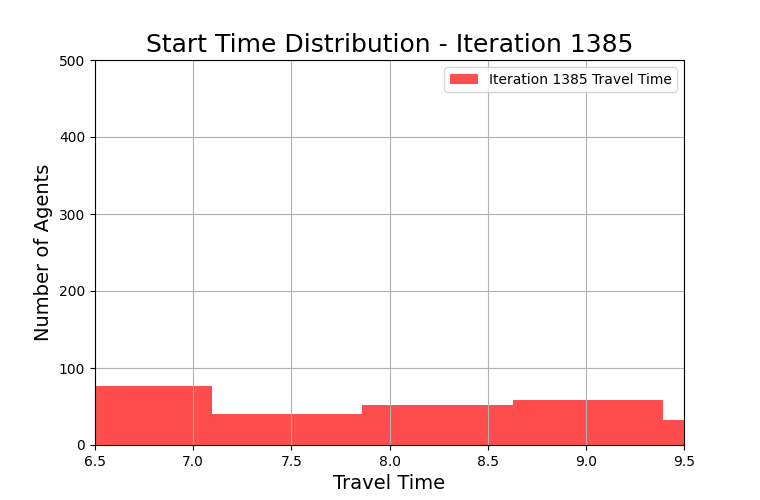 Start Time Distribution - Iteration 1385
Iteration 1385 Travel Time
Number of Agents
500
400
300
200
100
0
6.5 7.0 7.5 8.0 8.5 9.0 9.5
Travel Time